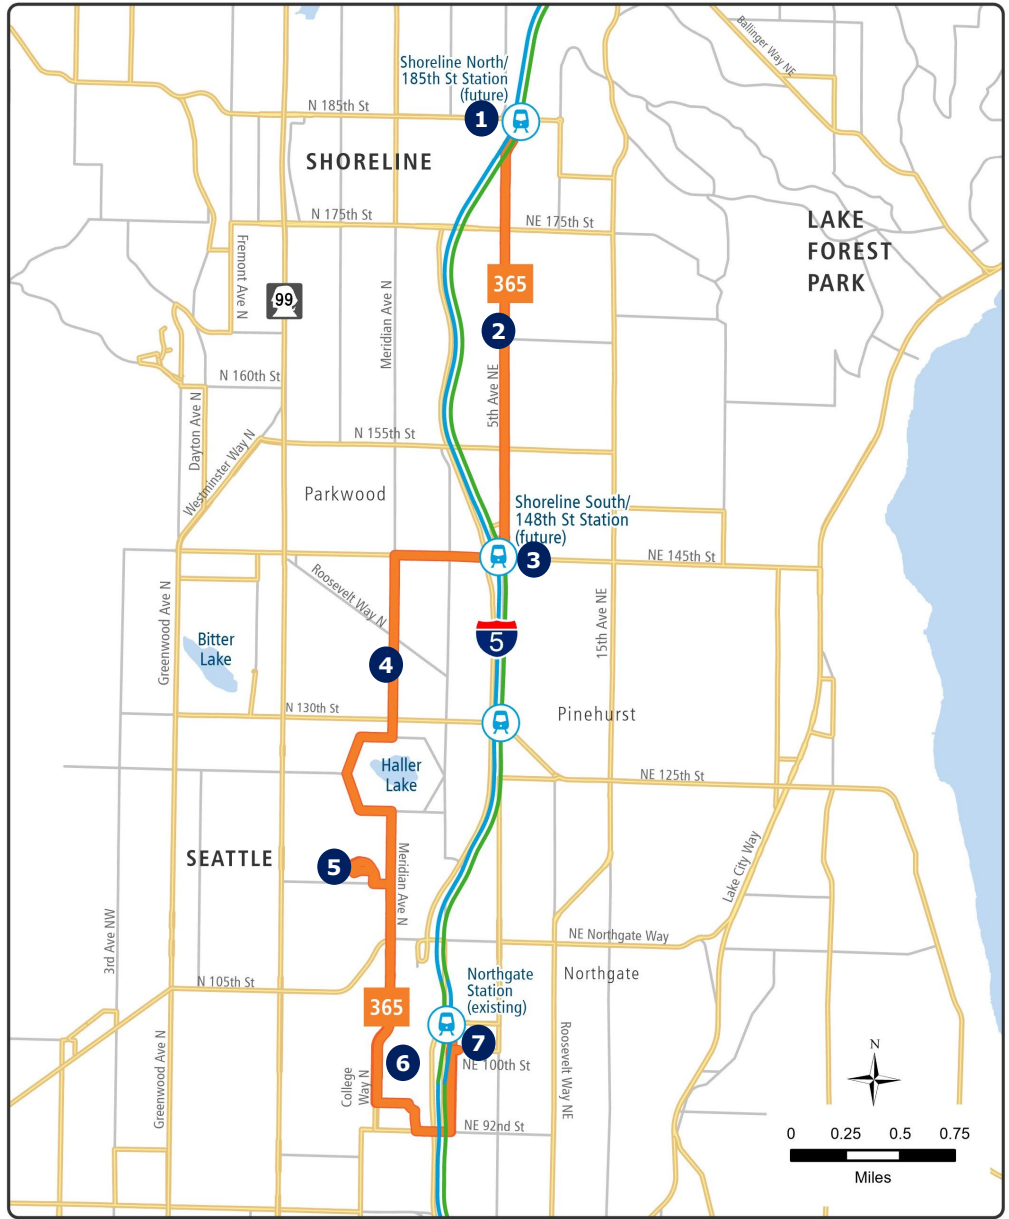 Ballinger Way NE
Shoreline North/
185th St Station
(future)
1
N 185th St
SHORELINE
N 175th St
NE 175th St
LAKE
FOREST
PARK
Fremont Ave N
99
365
Meridian Ave N
2
5th Ave NE
N 160th St
Dayton Ave N
Westminster Way N
N 155th St
Parkwood
Shoreline South/
148th St Station
(future)
3
NE 145th St
Roosevelt Way N
Greenwood Ave N
15th Ave NE
5
Bitter
Lake
4
N 130th St
Pinehurst
Haller
Lake
NE 125th St
SEATTLE
5
Meridian Ave N
Lake City Way
3rd Ave NW
NE Northgate Way
N 105th St
Northgate
Station
(existing)
Northgate
365
7
6
NE 100th St
College
Way N
Greenwood Ave N
Roosevelt Way NE
NE 92nd St
N
0 0.25 0.5 0.75
Miles